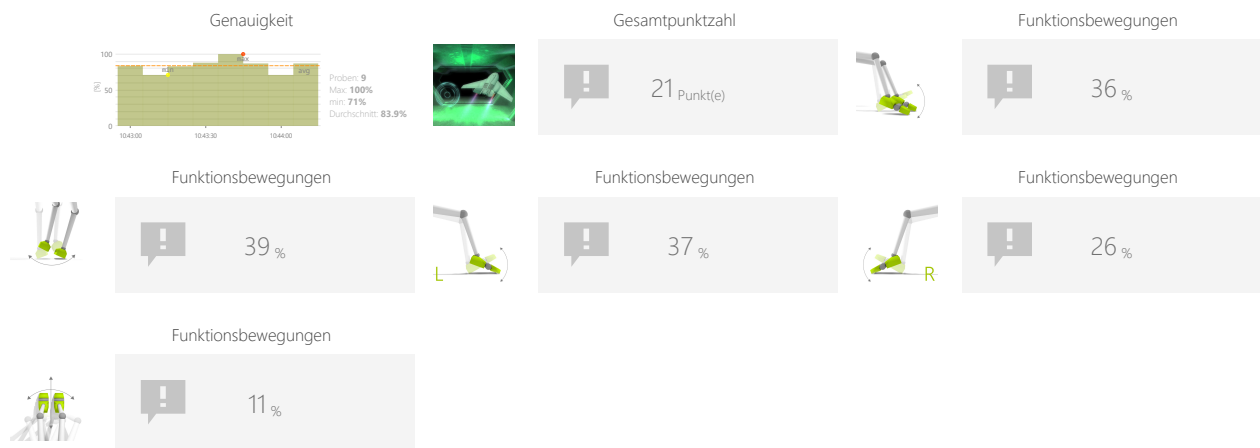 Genauigkeit
100
50
0
[%]
min
max
avg
10:43:00
10:43:30
10:44:00
Proben: 9
Max: 100%
min: 71%
Durchschnitt: 83.9%
Gesamtpunktzahl
21 Punkt(e)
Funktionsbewegungen
36 %
Funktionsbewegungen
39 %
Funktionsbewegungen
L
37 %
Funktionsbewegungen
R
26 %
Funktionsbewegungen
11 %